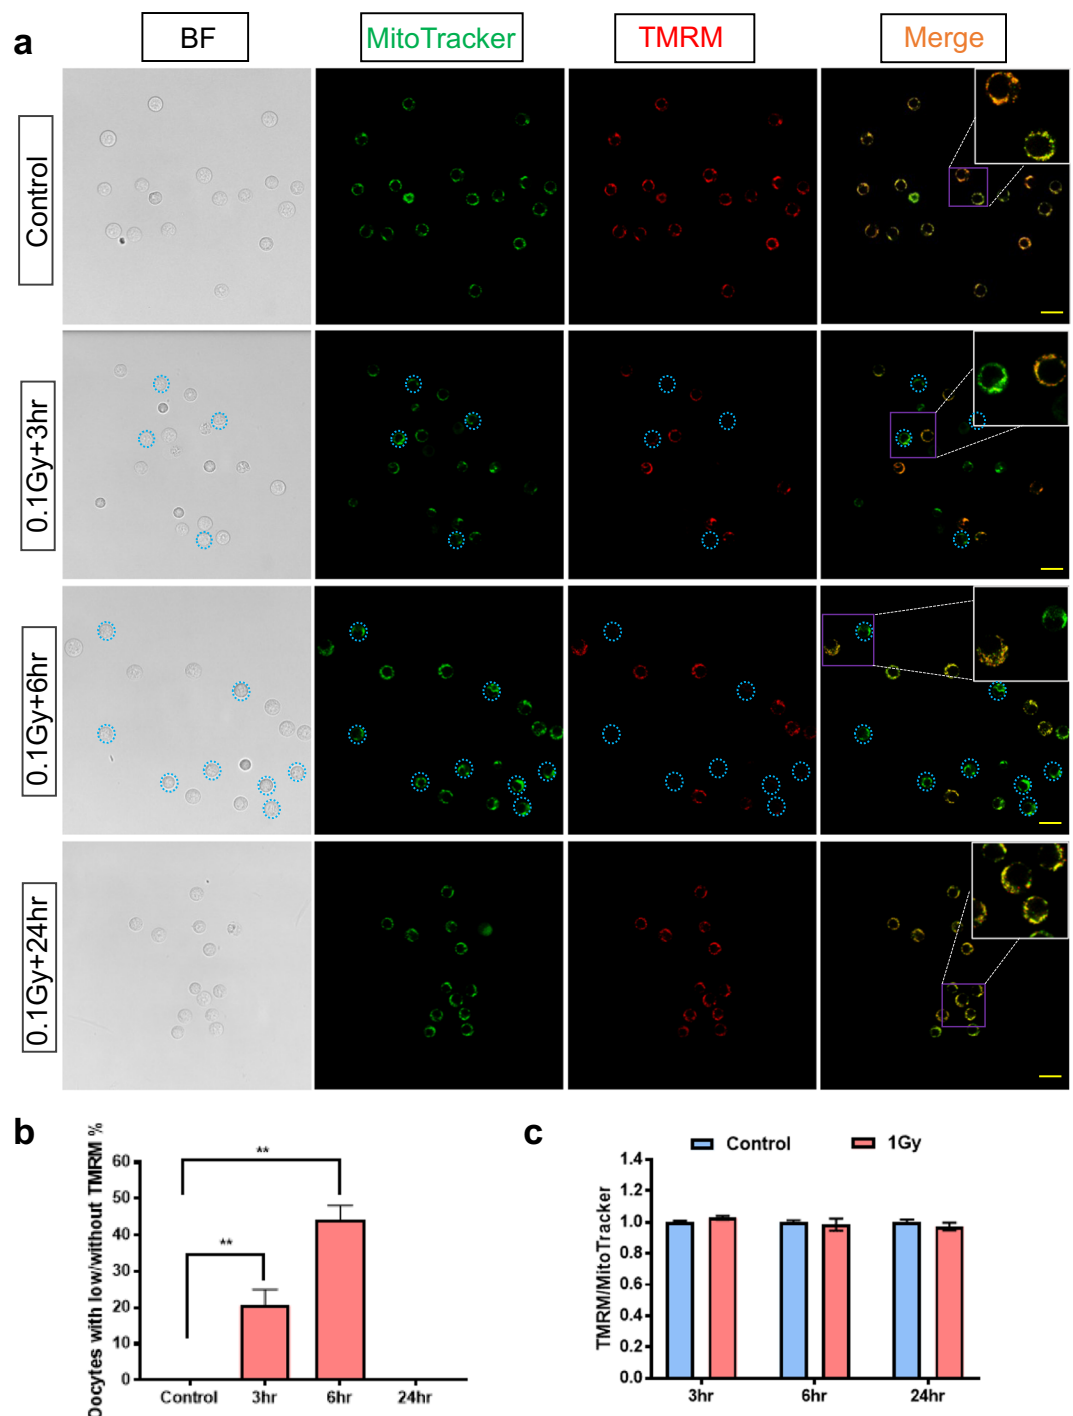 a
BF
MitoTracker
TMRM
Merge
Control
0.1Gy+3hr
0.1Gy+6hr
0.1Gy+24hr
b
Oocytes with low/without TMRM %
60
50
40
30
20
10
0
**
**
Control
3hr
6hr
24hr
c
Control
1Gy
TMRM/MitoTracker
1.4
1.2
1.0
0.8
0.6
0.4
0.2
0.0
3hr
6hr
24hr